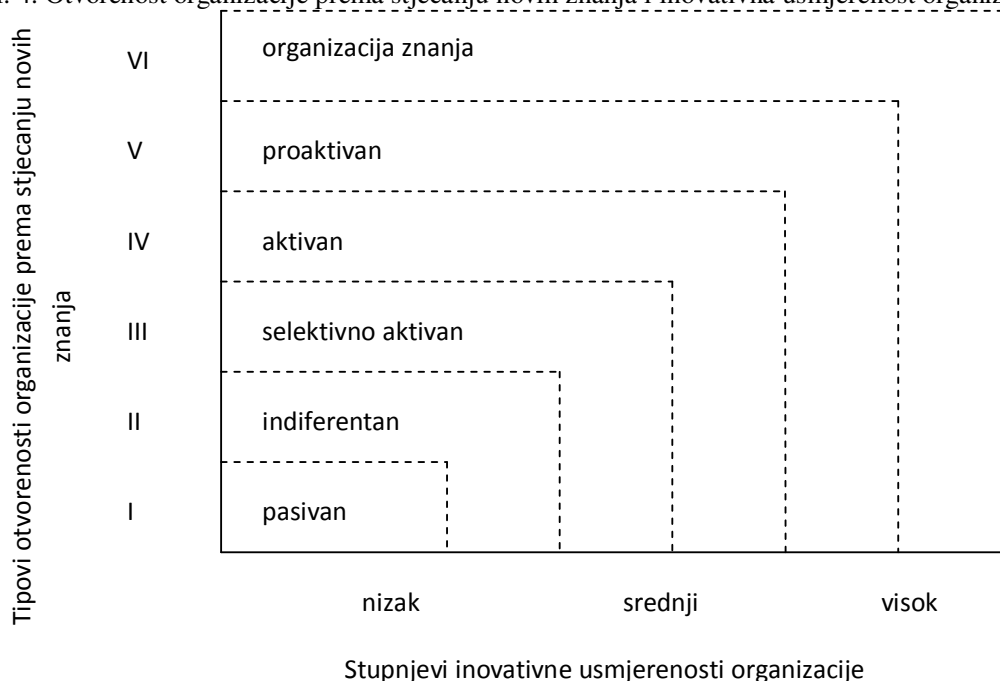 4. Otvorenost organizacije prema stjecanju novih znanja i inovativna usmjerenost
Tipovi otvorenosti organizacije prema stjecanju novih
znanja
VI organizacija znanja
V proaktivan
IV aktivan
III selektivno aktivan
II indiferentan
I pasivan
nizak srednji visok
Stupnjevi inovativne usmjerenosti organizacije